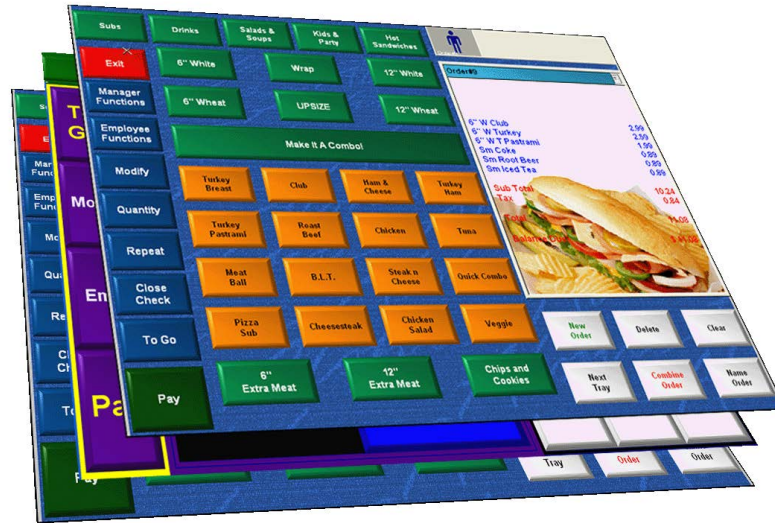 Subs
Drinks
Salads &
Soups
Kids &
Party
Hot
Sandwiches
Exit
6" White
Wrap
12" White
Order#9
Manager
Functions
6" Wheat
UPSIZE
12" Wheat
Employee
Functions
Make It A Combo!
6" W Club 2.99
6" W Turkey 2.59
6" W T Pastrami 1.99
Sm Coke 0.89
Sm Root Beer 0.89
Sm Iced Tea 0.89
Sub Total 10.24
Tax 0.84
Total 11.08
Modify
Turkey
Breast
Club
Ham &
Cheese
Turkey
Ham
Quantity
Turkey
Pastrami
Roast
Beef
Chicken
Tuna
Repeat
Meat
Ball
B.L.T.
Steak n
Cheese
Quick Combo
Close
Check
Pizza
Sub
Cheesesteak
Chicken
Salad
Veggie
To Go
New
Order
Delete
Clear
Pay
6"
Extra Meat
12"
Extra Meat
Chips and
Cookies
Next
Tray
Combine
Order
Name
Order
Pay
Tray
Order
Order